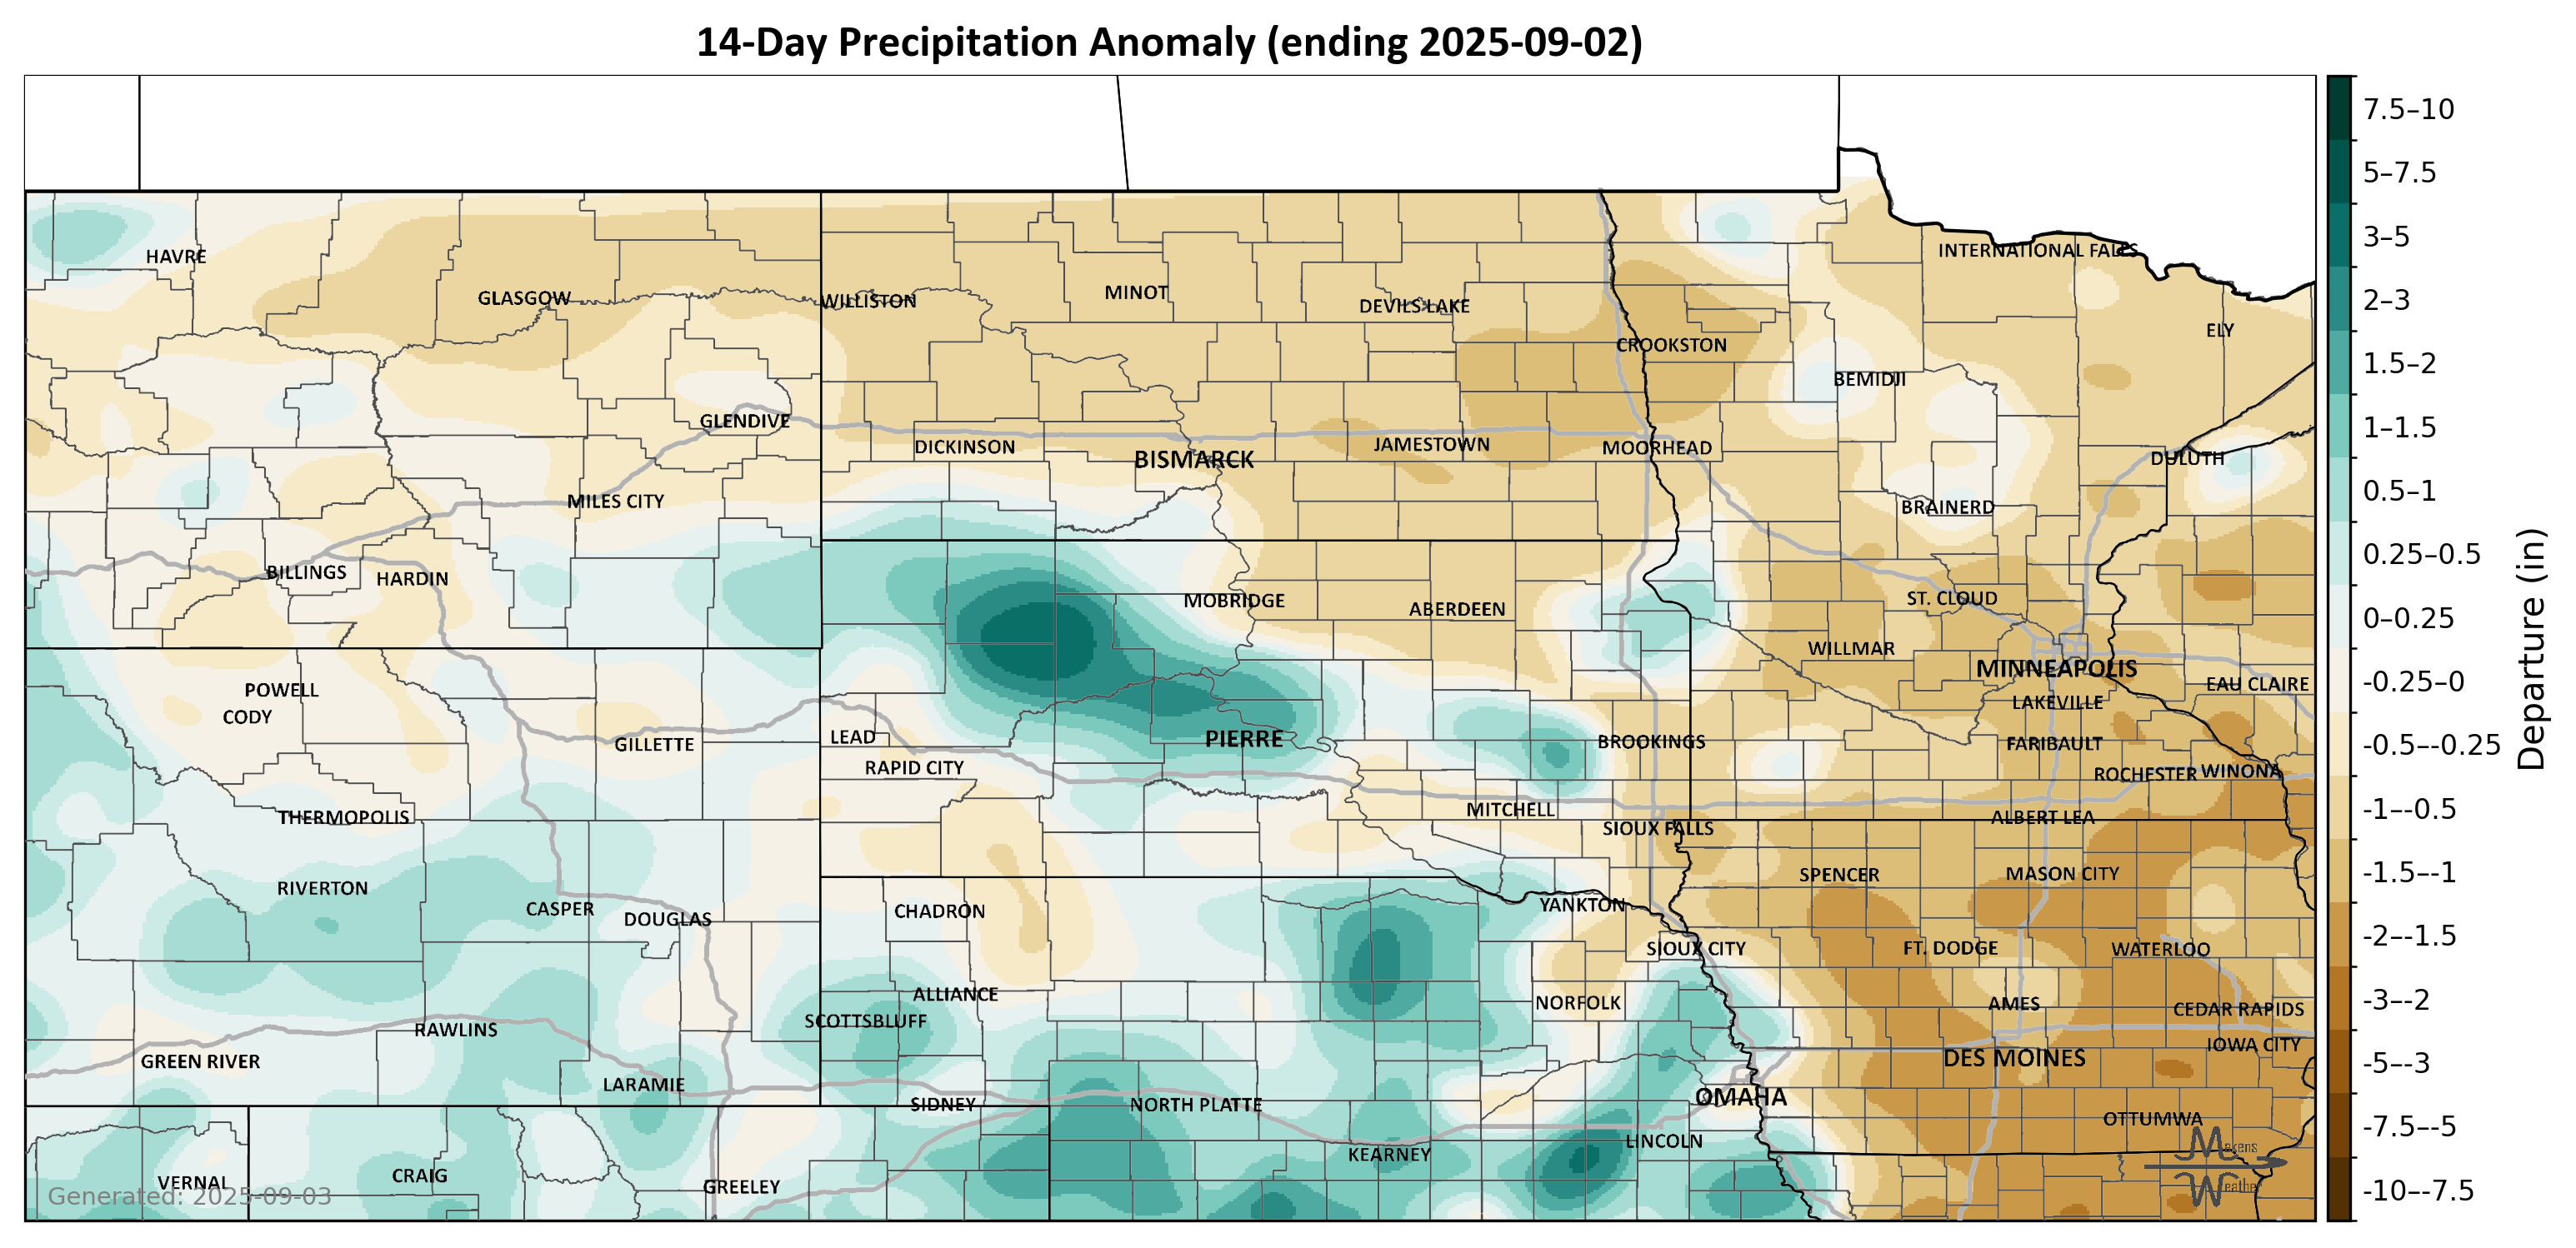 14-Day Precipitation Anomaly (ending 2025-09-02)
HAVRE
GLASGOW
WILLISTON
MINOT
DEVILS LAKE
INTERNATIONAL FALLS
ELY
CROOKSTON
BEMIDJI
GLENDIVE
DICKINSON
BISMARCK
JAMESTOWN
MOORHEAD
DULUTH
MILES CITY
BRAINERD
BILLINGS
HARDIN
MOBRIDGE
ABERDEEN
ST. CLOUD
WILLMAR
MINNEAPOLIS
EAU CLAIRE
LAKEVILLE
POWELL
CODY
GILLETTE
LEAD
PIERRE
BROOKINGS
FARIBAULT
RAPID CITY
ROCHESTER
WINONA
THERMOPOLIS
MITCHELL
SIOUX FALLS
ALBERT LEA
RIVERTON
CASPER
DOUGLAS
CHADRON
YANKTON
SPENCER
MASON CITY
SIOUX CITY
FT. DODGE
WATERLOO
ALLIANCE
SCOTTSBLUFF
NORFOLK
AMES
CEDAR RAPIDS
RAWLINS
GREEN RIVER
IOWA CITY
DES MOINES
LARAMIE
SIDNEY
NORTH PLATTE
OMAHA
OTTUMWA
LINCOLN
KEARNEY
VERNAL
CRAIG
GREELEY
Generated: 2025-09-03
Makens
Weather
7.5–10
5–7.5
3–5
2–3
1.5–2
1–1.5
0.5–1
0.25–0.5
0–0.25
-0.25–0
-0.5–-0.25
-1–-0.5
-1.5–-1
-2–-1.5
-3–-2
-5–-3
-7.5–-5
-10–-7.5
Departure (in)